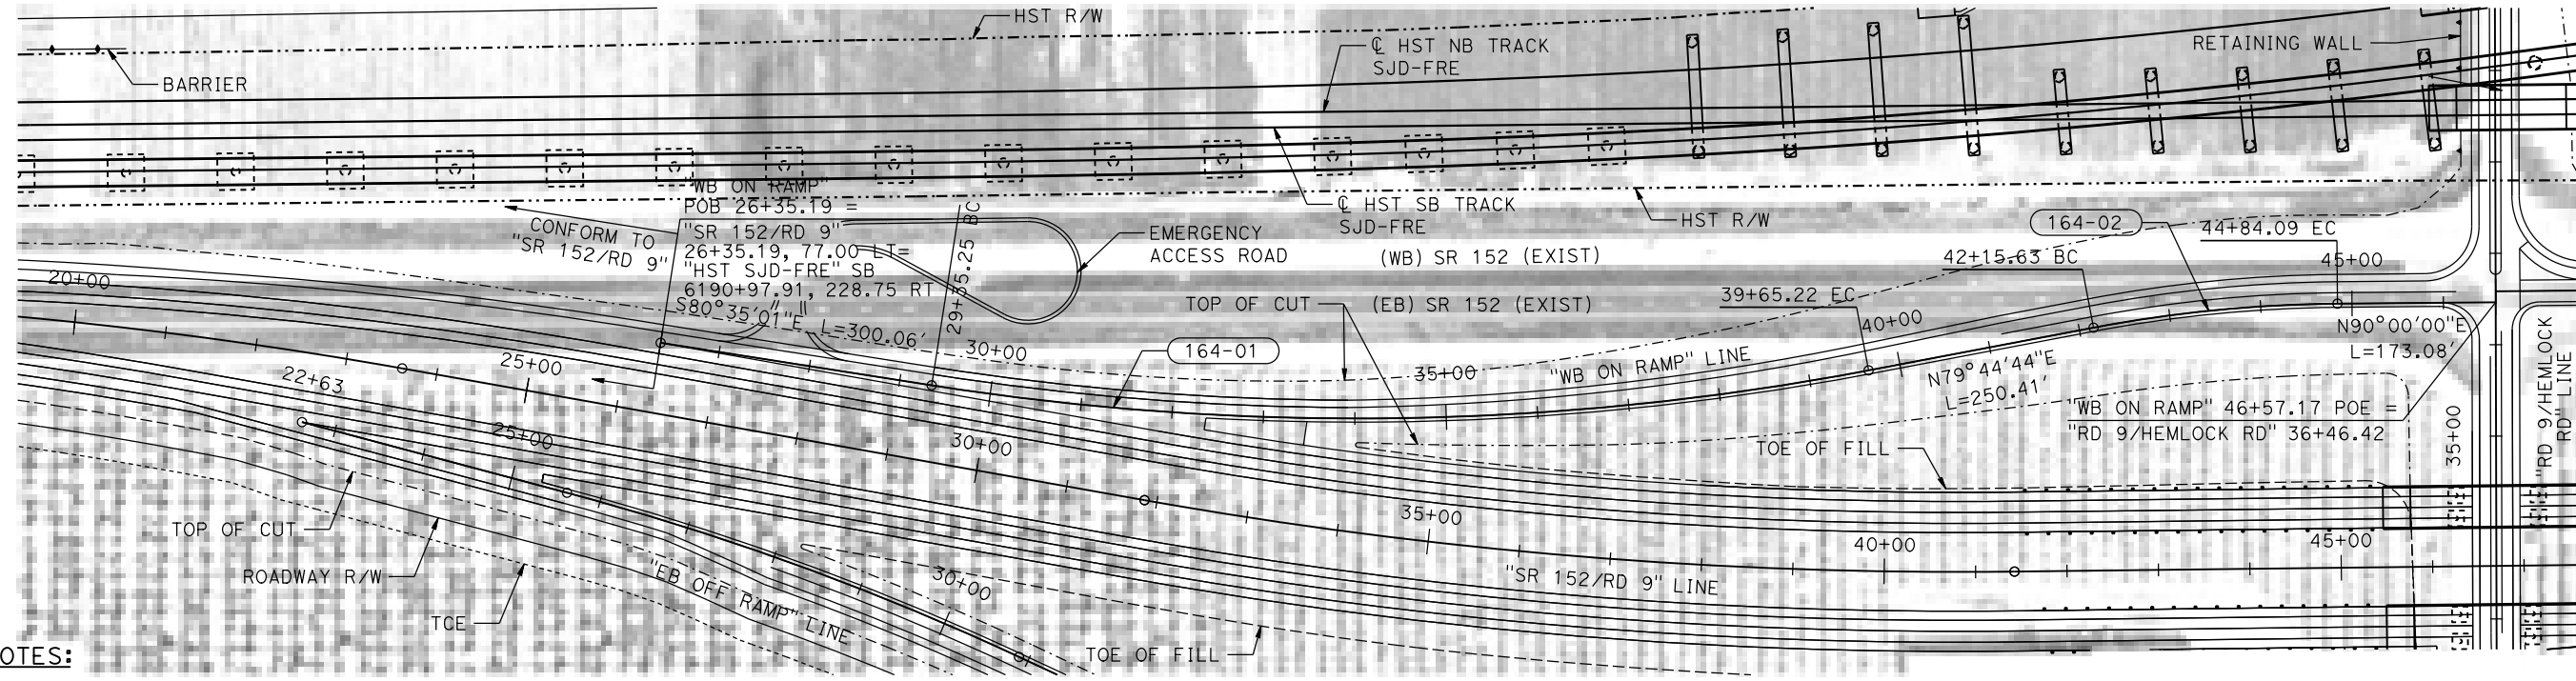 HST R/W
BARRIER
℄ HST NB TRACK
SJD-FRE
RETAINING WALL
"WB ON RAMP"
POB 26+35.19 =
"SR 152/RD 9"
26+35.19, 77.00 LT=
"HST SJD-FRE" SB
6190+97.91, 228.75 RT
CONFORM TO
"SR 152/RD 9"
BC
EMERGENCY
ACCESS ROAD
℄ HST SB TRACK
SJD-FRE
HST R/W
(WB) SR 152 (EXIST)
164-02
44+84.09 EC
42+15.63 BC
45+00
20+00
S80°35'01"E
L=300.06'
TOP OF CUT
(EB) SR 152 (EXIST)
39+65.22 EC
40+00
N90°00'00"E
L=173.08'
30+00
164-01
22+63
25+00
35+00
"WB ON RAMP" LINE
N79°44'44"E
L=250.41'
"WB ON RAMP" 46+57.17 POE =
"RD 9/HEMLOCK RD" 36+46.42
35+00
"RD 9/HEMLOCK
RD" LINE
25+00
30+00
TOE OF FILL
TOP OF CUT
35+00
40+00
45+00
ROADWAY R/W
"EB OFF RAMP" LINE
30+00
"SR 152/RD 9" LINE
TCE
TOE OF FILL
OTES: